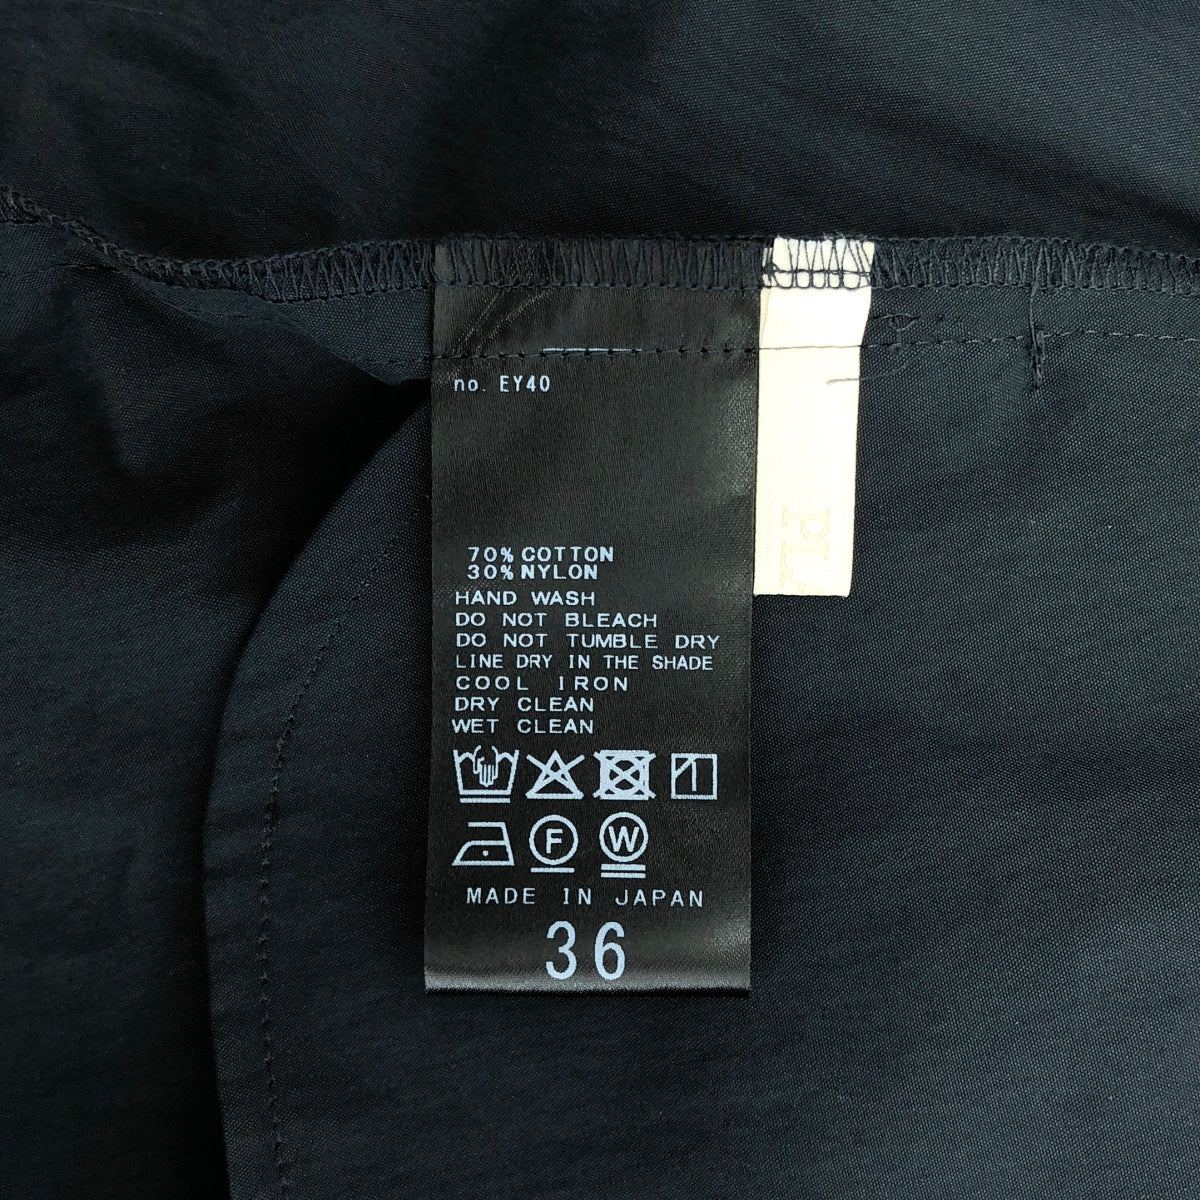 no. EY40
70% COTTON
30% NYLON
HAND WASH
DO NOT BLEACH
DO NOT TUMBLE DRY
LINE DRY IN THE SHADE
COOL IRON
DRY CLEAN
WET CLEAN
F W
MADE IN JAPAN
36
PLA